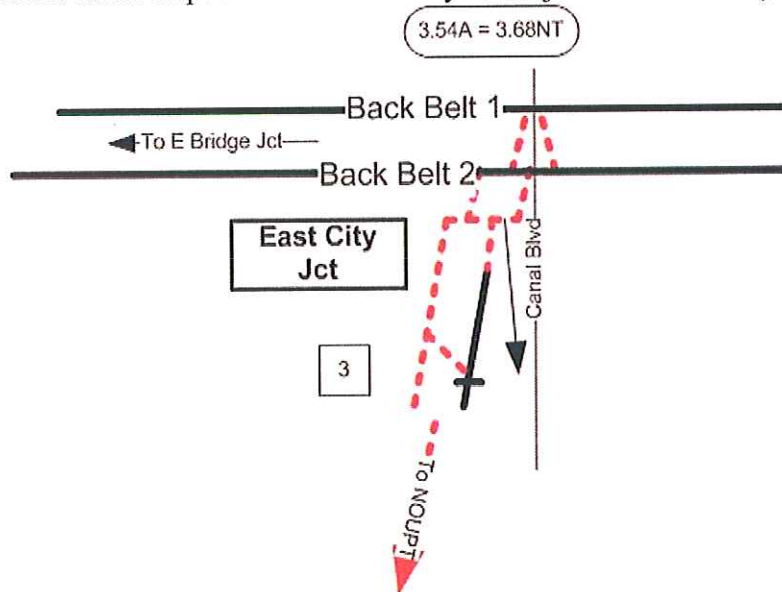 3.54A = 3.68NT
Back Belt 1
To E Bridge Jct
Back Belt 2
East City
Jct
Canal Blvd
3
To NOUPT